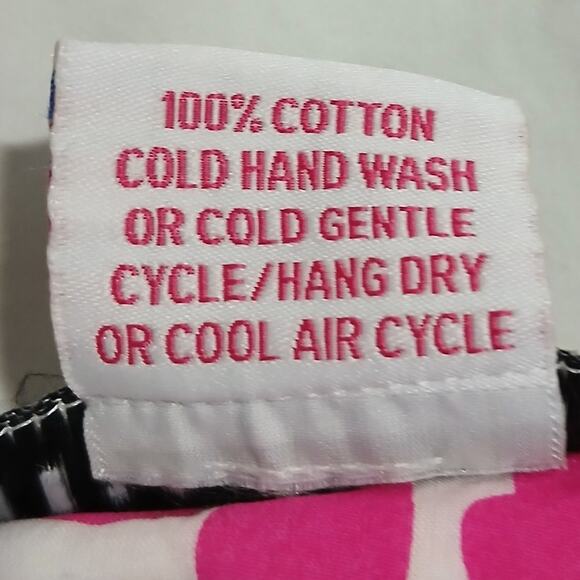 100% COTTON
COLD HAND WASH
OR COLD GENTLE
CYCLE/HANG DRY
OR COOL AIR CYCLE